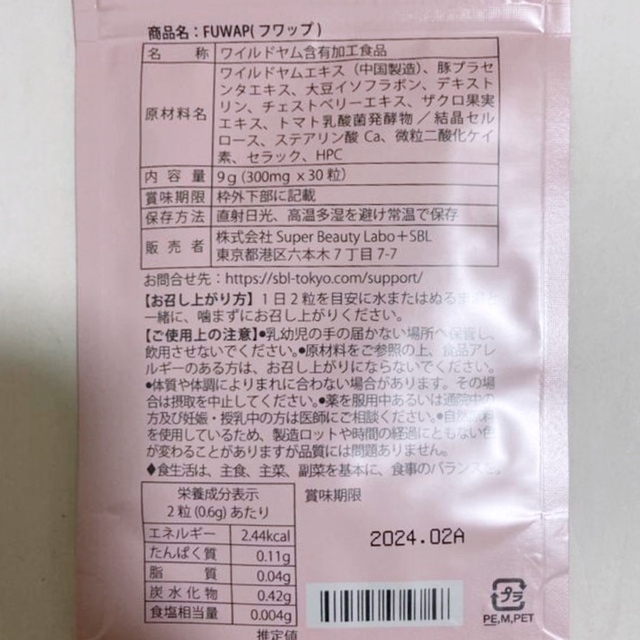 商品名：FUWAP(フワップ)
名称 ワイルドヤム含有加工食品
原材料名 ワイルドヤムエキス（中国製造）、豚プラセ
ンタエキス、大豆イソフラボン、デキスト
リン、チェストベリーエキス、ザクロ果実
エキス、トマト乳酸菌発酵物／結晶セル
ロース、ステアリン酸 Ca、微粒二酸化ケイ
素、セラック、HPC
内容量 9g (300mg x30粒)
賞味期限 枠外下部に記載
保存方法 直射日光、高温多湿を避け常温で保存
販売者 株式会社 Super Beauty Labo＋SBL
東京都港区六本木７丁目 7-7
お問合せ先：https://sbl-tokyo.com/support/
【お召し上がり方】１日２粒を目安に水またはぬるま
一緒に、噛まずにお召し上がりください。
【ご使用上の注意】●乳幼児の手の届かない場所へ保管し、
飲用させないでください。●原材料をご参照の上、食品アレ
ルギーのある方は、お召し上がりにならないでください。
●体質や体調によりまれに合わない場合があります。その場
合は摂取を中止してください。●薬を服用中あるいは通院中の
方及び妊娠・授乳中の方は医師にご相談ください。●自然
を使用しているため、製造ロットや時間の経過にともない色
が変わることがありますが品質には問題ありません。
◆食生活は、主食、主菜、副菜を基本に、食事のバランスを。
栄養成分表示
2粒(0.6g)あたり
エネルギー 2.44kcal
たんぱく質 0.11g
脂質 0.04g
炭水化物 0.42g
食塩相当量 0.004g
推定値
賞味期限
2024.02A
プラ
PE,M,PET